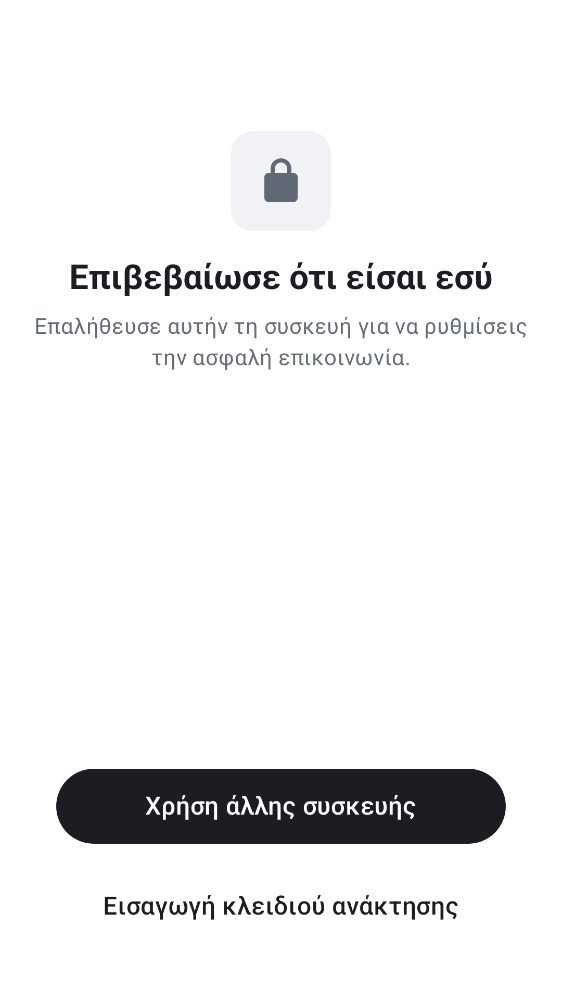 Επιβεβαίωσε ότι είσαι εσύ
Επαλήθευσε αυτήν τη συσκευή για να ρυθμίσεις
την ασφαλή επικοινωνία.
Χρήση άλλης συσκευής
Εισαγωγή κλειδιού ανάκτησης